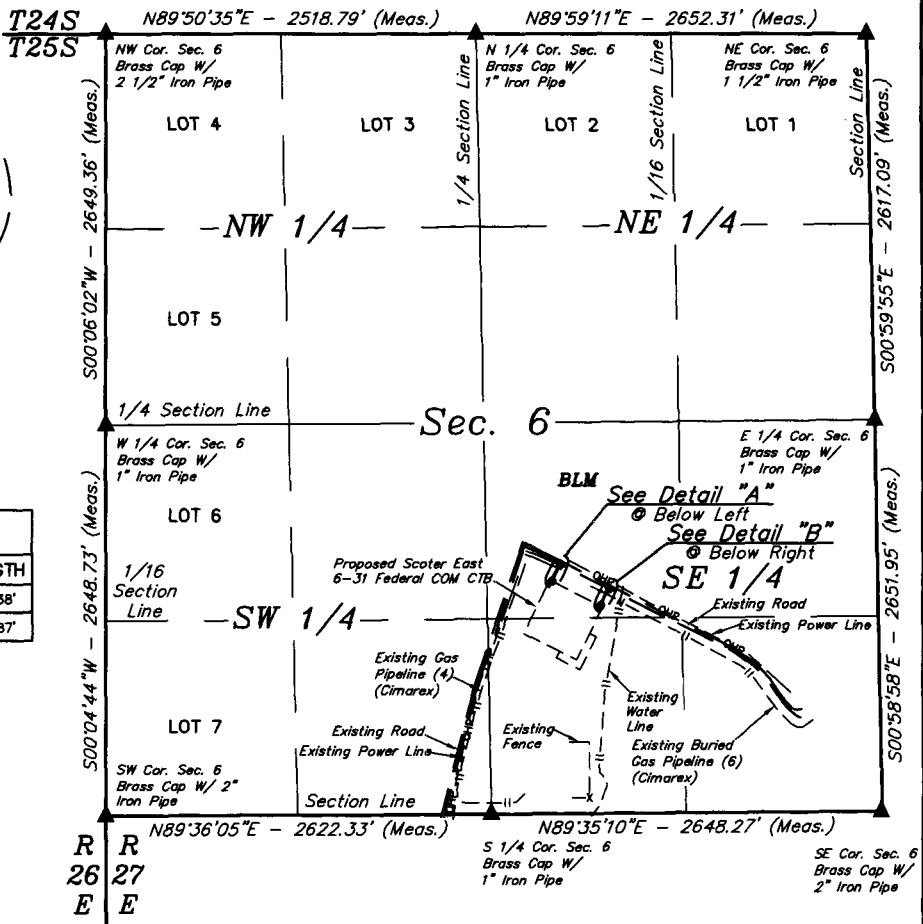 T24S
T25S
N89°50'35"E - 2518.79' (Meas.)
N89°59'11"E - 2652.31' (Meas.)
NW Cor. Sec. 6
Brass Cap W/
2 1/2" Iron Pipe
N 1/4 Cor. Sec. 6
Brass Cap W/
1" Iron Pipe
NE Cor. Sec. 6
Brass Cap W/
1 1/2" Iron Pipe
LOT 4
LOT 3
LOT 2
LOT 1
1/4 Section Line
1/16 Section Line
Section Line
S00°06'02"W - 2649.36' (Meas.)
S00°59'55"E - 2617.09' (Meas.)
NW 1/4
NE 1/4
LOT 5
1/4 Section Line
Sec. 6
W 1/4 Cor. Sec. 6
Brass Cap W/
1" Iron Pipe
E 1/4 Cor. Sec. 6
Brass Cap W/
1" Iron Pipe
BLM
See Detail "A"
@ Below Left
See Detail "B"
@ Below Right
LOT 6
SE 1/4
GTH
38'
37'
1/16
Section
Line
Proposed Scoter East
6-31 Federal COM CTB
OHP
OHP
OHP
Existing Road
Existing Power Line
SW 1/4
S00°04'44"W - 2648.73' (Meas.)
S00°58'58"E - 2651.95' (Meas.)
Existing Gas
Pipeline (4)
(Cimarex)
Existing
Water
Line
LOT 7
Existing Road
Existing Power Line
OHP
Existing
Fence
Existing Buried
Gas Pipeline (6)
(Cimarex)
SW Cor. Sec. 6
Brass Cap W/ 2"
Iron Pipe
Section Line
OHP
x
N89°36'05"E - 2622.33' (Meas.)
N89°35'10"E - 2648.27' (Meas.)
S 1/4 Cor. Sec. 6
Brass Cap W/
1" Iron Pipe
SE Cor. Sec. 6
Brass Cap W/
2" Iron Pipe
R R
26 27
E E